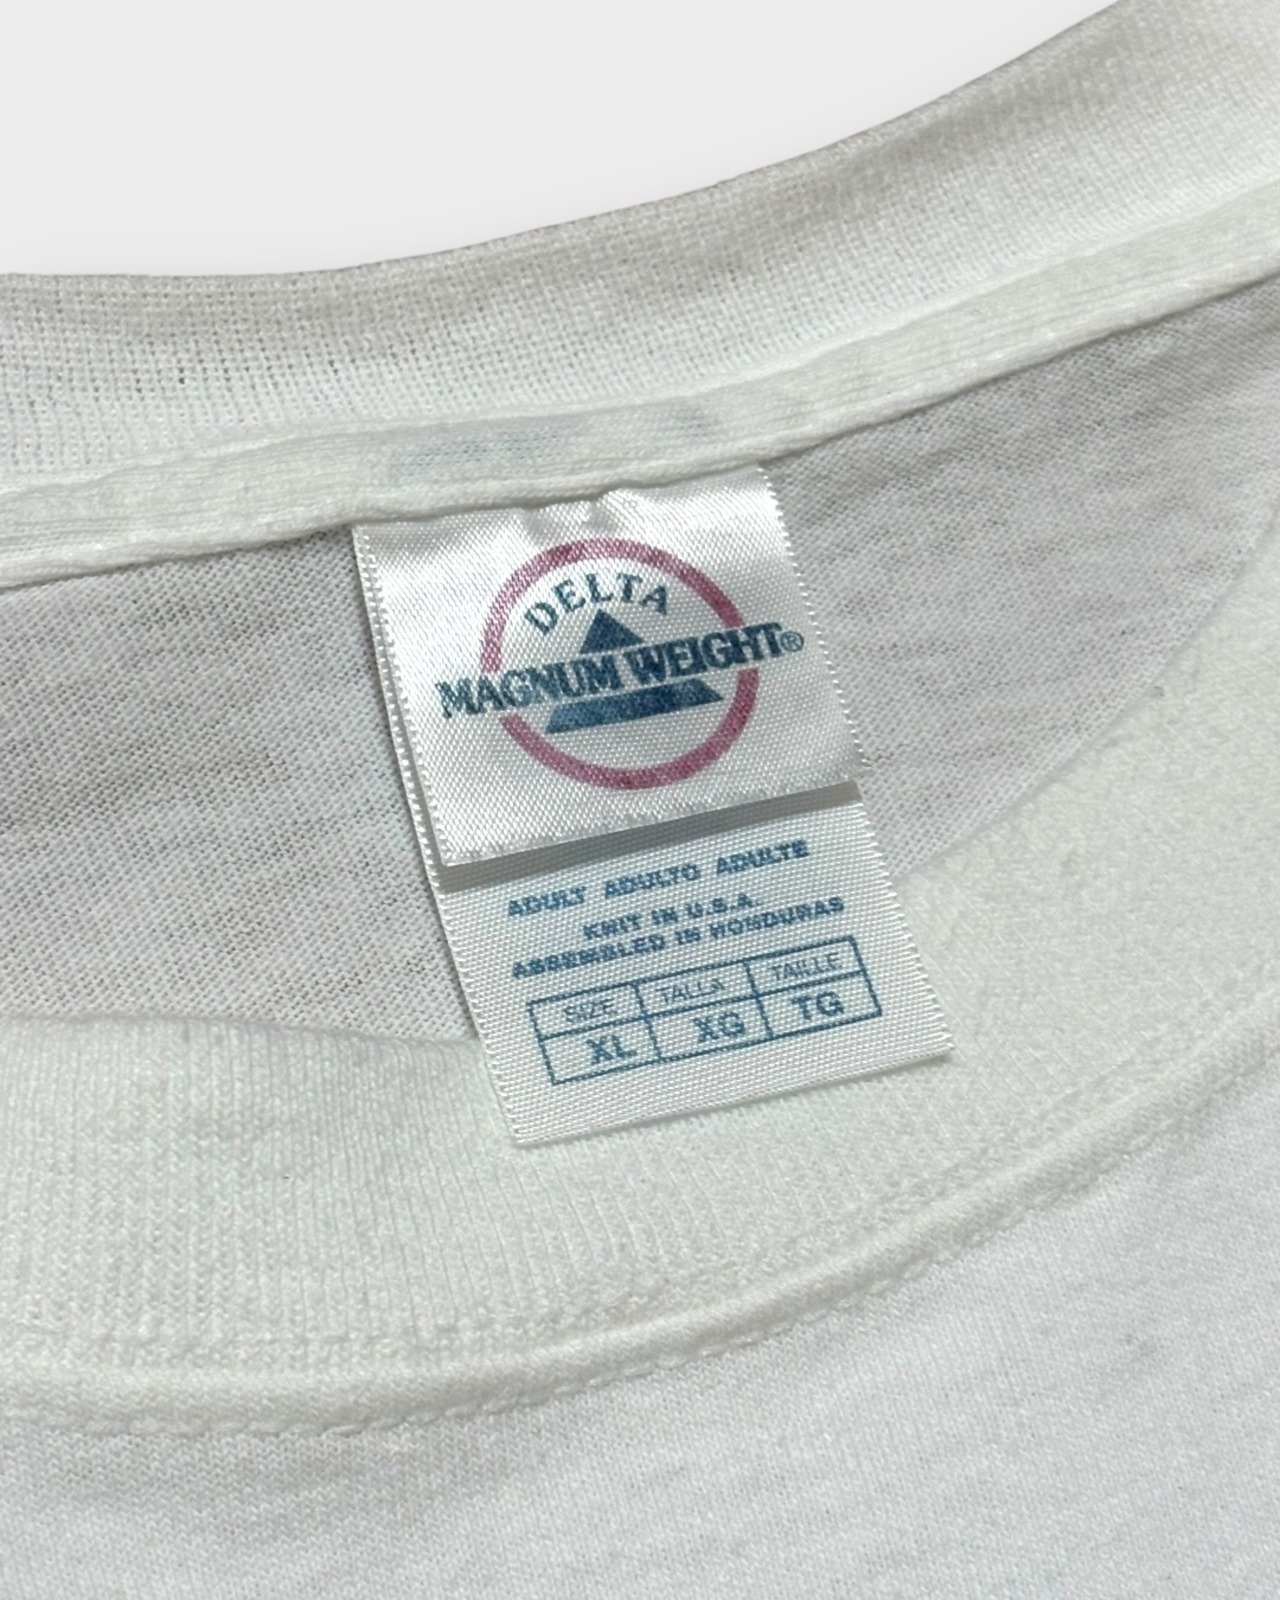 DELTA
MAGNUM WEIGHT®
ADULT ADULTO ADULTE
KNIT IN U.S.A
ASSEMBLED IN HONDURAS
SIZE TALLA TAILLE
XL XG TG